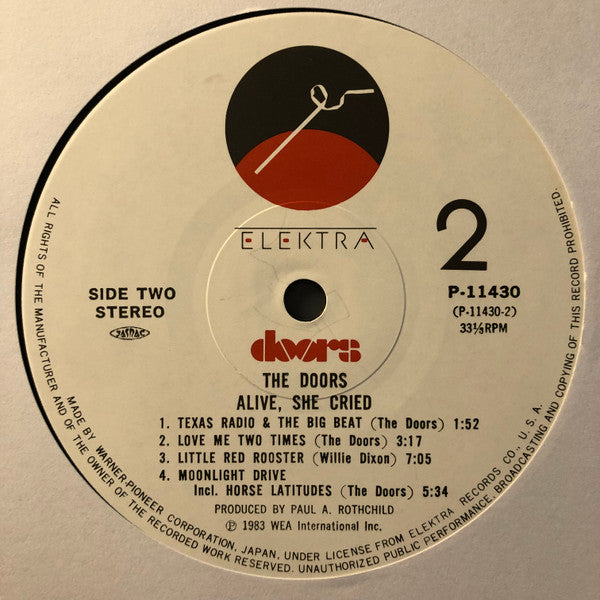 ELEKTRA
2
SIDE TWO
STEREO
JASRAC
P-11430
(P-11430-2)
33⅓RPM
doors
THE DOORS
ALIVE, SHE CRIED
1. TEXAS RADIO & THE BIG BEAT (The Doors) 1:52
2. LOVE ME TWO TIMES (The Doors) 3:17
3. LITTLE RED ROOSTER (Willie Dixon) 7:05
4. MOONLIGHT DRIVE
Incl. HORSE LATITUDES (The Doors) 5:34
PRODUCED BY PAUL A. ROTHCHILD
℗ 1983 WEA International Inc.
MADE BY WARNER-PIONEER CORPORATION, JAPAN, UNDER LICENSE FROM ELEKTRA RECORDS CO., U.S.A.
ALL RIGHTS OF THE MANUFACTURER AND OF THE OWNER OF THE RECORDED WORK RESERVED. UNAUTHORIZED PUBLIC PERFORMANCE, BROADCASTING AND COPYING OF THIS RECORD PROHIBITED.